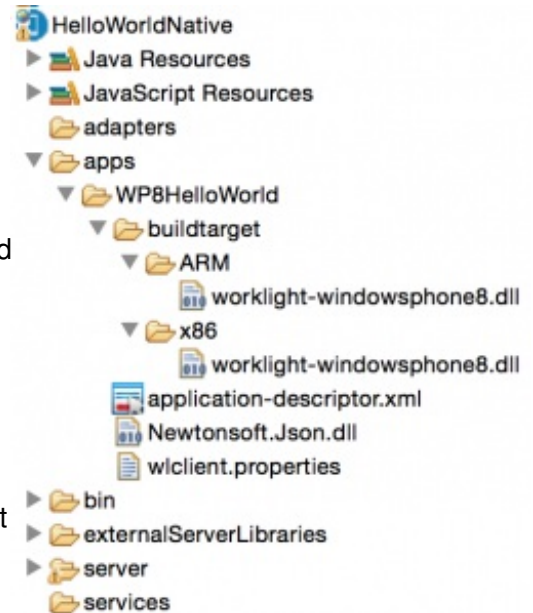 HelloWorldNative
Java Resources
JavaScript Resources
adapters
apps
WP8HelloWorld
buildtarget
ARM
worklight-windowsphone8.dll
x86
worklight-windowsphone8.dll
application-descriptor.xml
Newtonsoft.Json.dll
wlclient.properties
bin
externalServerLibraries
server
services